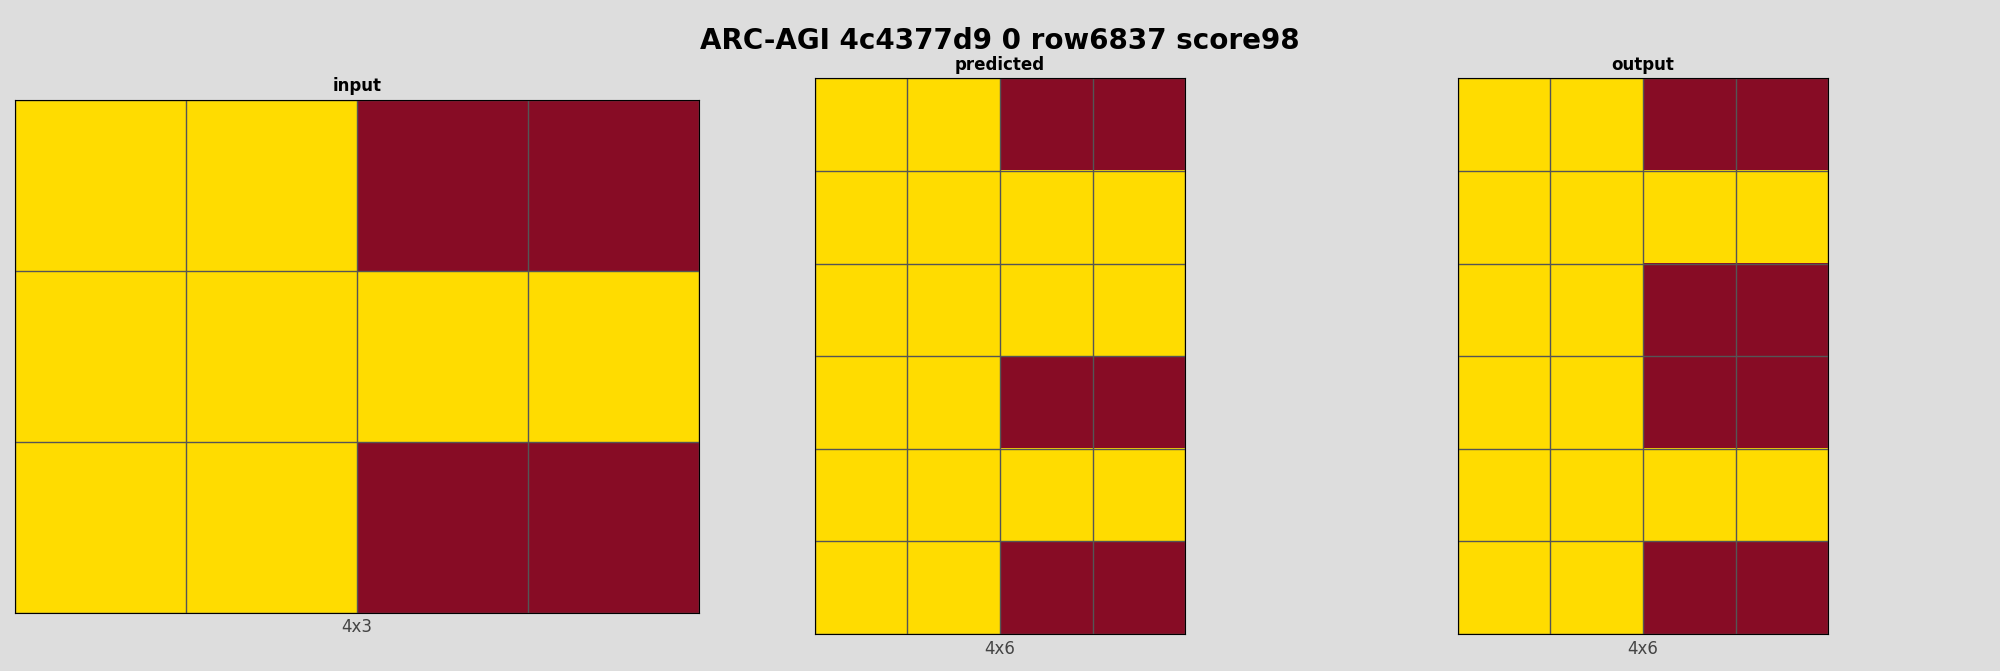 ARC-AGI 4c4377d9 0 row6837 score98
input
predicted
output
4x3
4x6
4x6